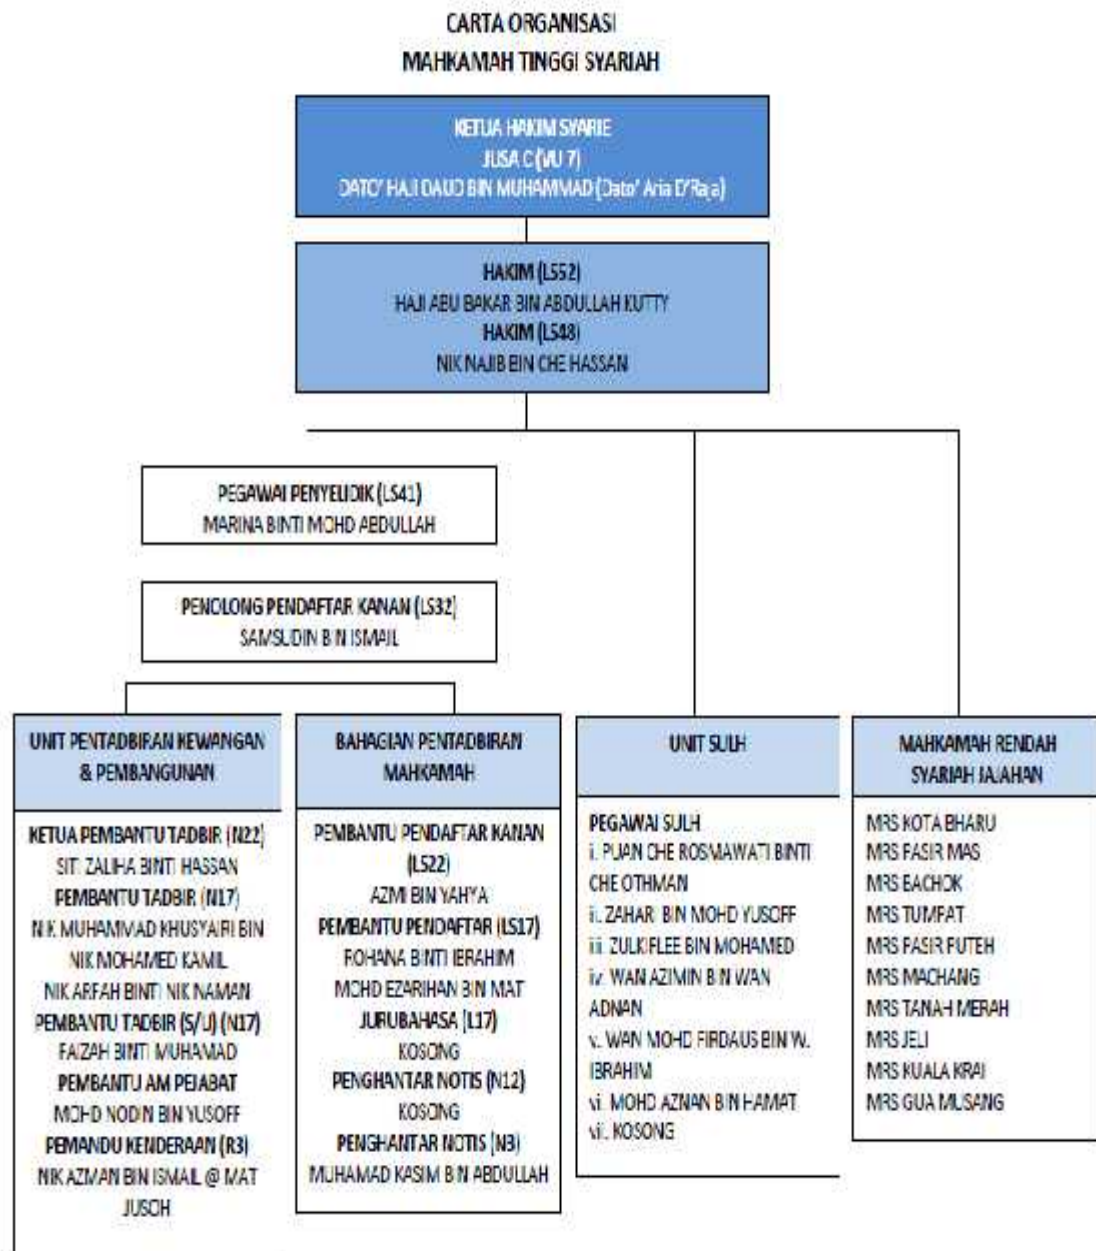 CARTA ORGANISASI
MAHKAMAH TINGGI SYARIAH
KETUA HAKIM SYARIE
JUSA C (VU 7)
DATO' HAJI DAUD BIN MUHAMMAD (Dato' Aria D'Raja)
HAKIM (LS52)
HAJI ABU BAKAR BIN ABDULLAH KUTTY
HAKIM (LS48)
NIK NAJIB BIN CHE HASSAN
PEGAWAI PENYELIDIK (LS41)
MARINA BINTI MOHD ABDULLAH
PENOLONG PENDAFTAR KANAN (LS32)
SAMSUDIN BIN ISMAIL
UNIT PENTADBIRAN KEWANGAN
& PEMBANGUNAN
KETUA PEMBANTU TADBIR (N22)
SITI ZALIHA BINTI HASSAN
PEMBANTU TADBIR (N17)
NIK MUHAMMAD KHUSYAIRI BIN
NIK MOHAMED KAMIL
NIK ARFAH BINTI NIK NAMAN
PEMBANTU TADBIR (S/U) (N17)
FAIZAH BINTI MUHAMAD
PEMBANTU AM PEJABAT
MOHD NODIN BIN YUSOFF
PEMANDU KENDERAAN (R3)
NIK AZMAN BIN ISMAIL @ MAT
JUSOH
BAHAGIAN PENTADBIRAN
MAHKAMAH
PEMBANTU PENDAFTAR KANAN
(LS22)
AZMI BIN YAHYA
PEMBANTU PENDAFTAR (LS17)
ROHANA BINTI IBRAHIM
MOHD EZARIHAN BIN MAT
JURUBAHASA (L17)
KOSONG
PENGHANTAR NOTIS (N12)
KOSONG
PENGHANTAR NOTIS (N3)
MUHAMAD KASIM BIN ABDULLAH
UNIT SULH
PEGAWAI SULH
i. PUAN CHE ROSMAWATI BINTI
CHE OTHMAN
ii. ZAHARI BIN MOHD YUSOFF
iii. ZULKIFLEE BIN MOHAMED
iv. WAN AZIMIN BIN WAN
ADNAN
v. WAN MOHD FIRDAUS BIN W.
IBRAHIM
vi. MOHD AZNAN BIN HAMAT
vii. KOSONG
MAHKAMAH RENDAH
SYARIAH JAJAHAN
MRS KOTA BHARU
MRS PASIR MAS
MRS BACHOK
MRS TUMPAT
MRS PASIR PUTEH
MRS MACHANG
MRS TANAH MERAH
MRS JELI
MRS KUALA KRAI
MRS GUA MUSANG